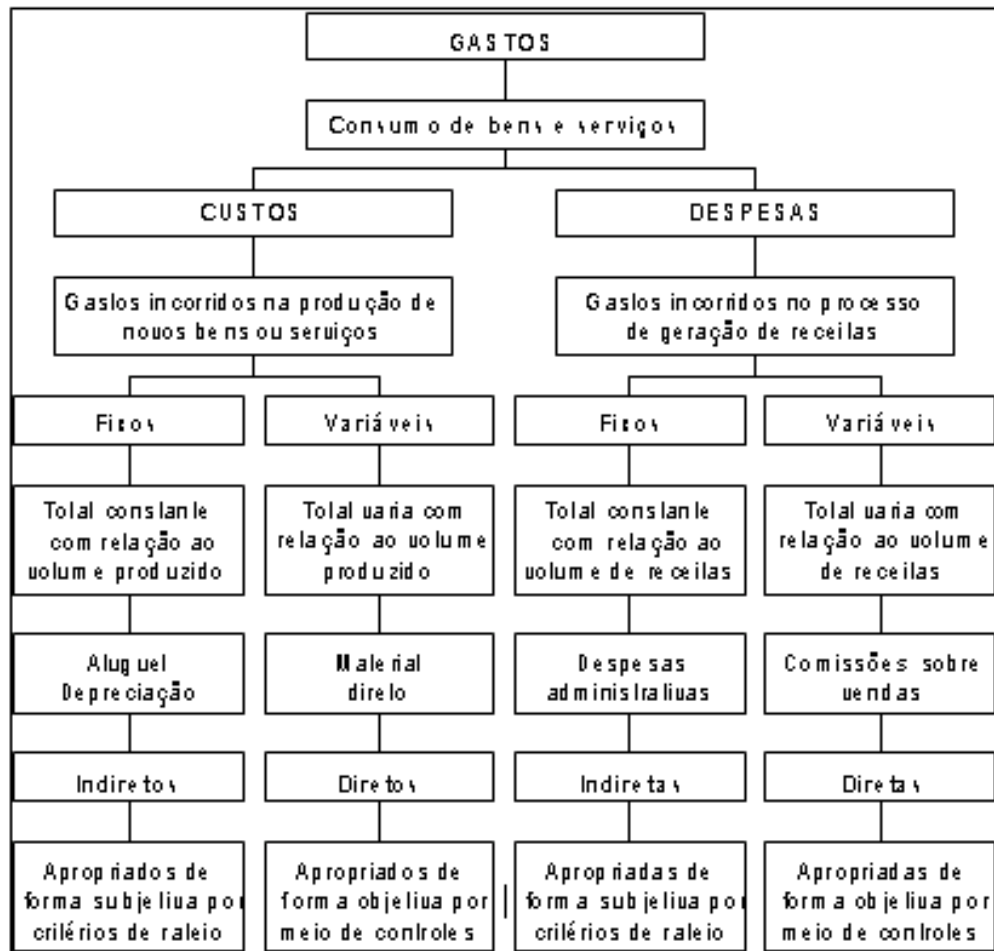 GASTOS
Consumo de bens e serviços
CUSTOS
DESPESAS
Gastos incorridos na produção de
novos bens ou serviços
Gastos incorridos no processo
de geração de receitas
Fixos
Variáveis
Fixos
Variáveis
Total constante
com relação ao
volume produzido
Total varia com
relação ao volume
produzido
Total constante
com relação ao
volume de receitas
Total varia com
relação ao volume
de receitas
Aluguel
Depreciação
Material
direto
Despesas
administrativas
Comissões sobre
vendas
Indiretos
Diretos
Indiretas
Diretas
Apropriados de
forma subjetiva por
critérios de rateio
Apropriados de
forma objetiva por
meio de controles
Apropriadas de
forma subjetiva por
critérios de rateio
Apropriadas de
forma objetiva por
meio de controles